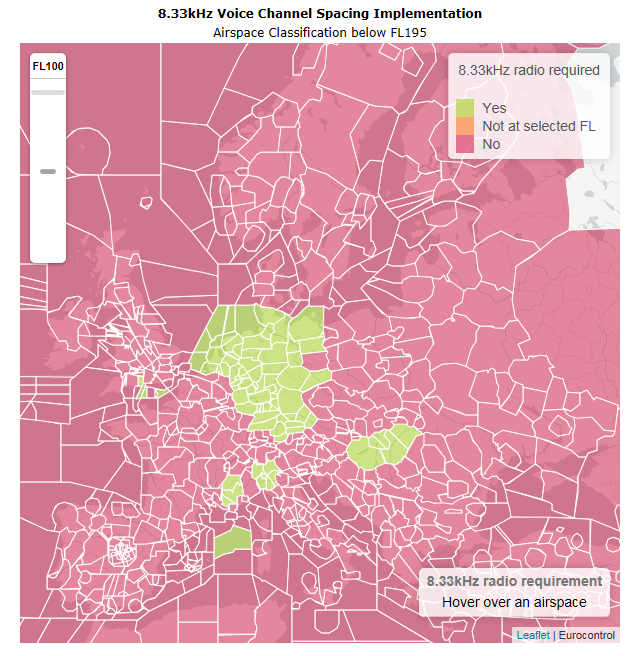 8.33kHz Voice Channel Spacing Implementation
Airspace Classification below FL195
FL100
8.33kHz radio required
Yes
Not at selected FL
No
8.33kHz radio requirement
Hover over an airspace
Leaflet | Eurocontrol